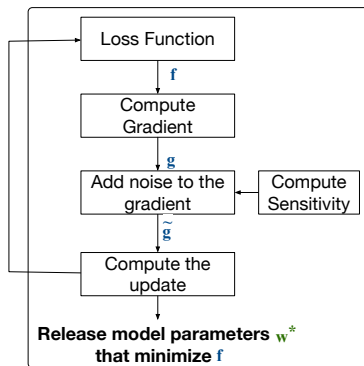 Loss Function
f
Compute
Gradient
g
Add noise to the
gradient
Compute
Sensitivity
g̃
Compute the
update
Release model parameters w*
that minimize f